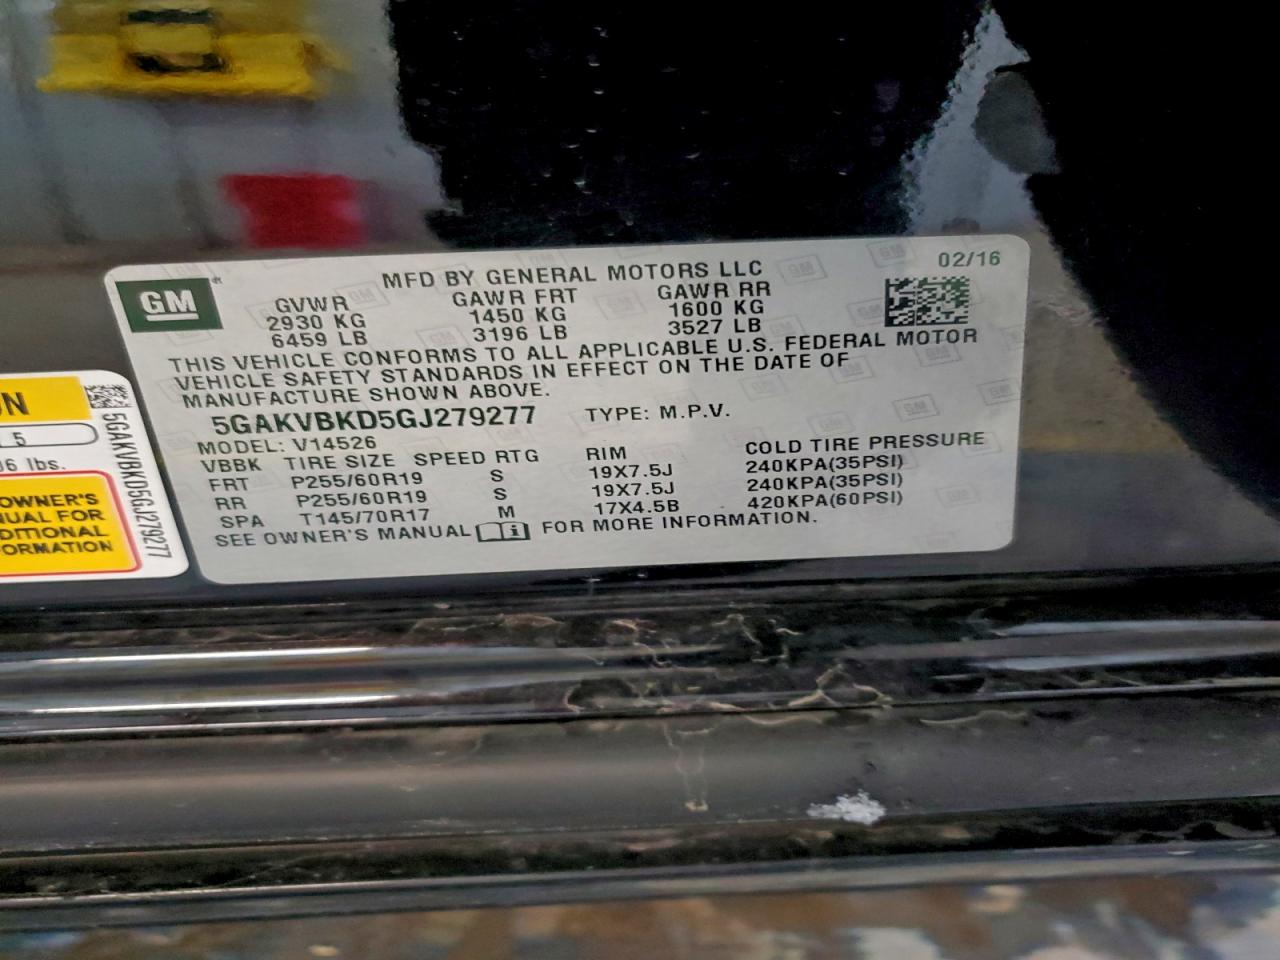 GM
MFD BY GENERAL MOTORS LLC
02/16
GVWR GAWR FRT GAWR RR
2930 KG 1450 KG 1600 KG
6459 LB 3196 LB 3527 LB
THIS VEHICLE CONFORMS TO ALL APPLICABLE U.S. FEDERAL MOTOR
VEHICLE SAFETY STANDARDS IN EFFECT ON THE DATE OF
MANUFACTURE SHOWN ABOVE.
5GAKVBKD5GJ279277 TYPE: M.P.V.
MODEL: V14526
VBBK TIRE SIZE SPEED RTG RIM COLD TIRE PRESSURE
FRT P255/60R19 S 19X7.5J 240KPA(35PSI)
RR P255/60R19 S 19X7.5J 240KPA(35PSI)
SPA T145/70R17 M 17X4.5B 420KPA(60PSI)
SEE OWNER'S MANUAL FOR MORE INFORMATION.
5
lbs.
OWNER'S
FOR
5GAKVBKD5GJ279277